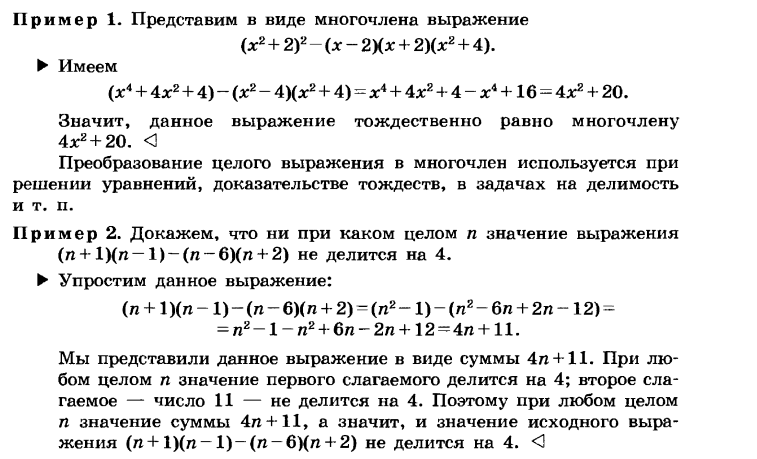 Пример 1. Представим в виде многочлена выражение
(x² + 2)² − (x − 2)(x + 2)(x² + 4).
▶ Имеем
(x⁴ + 4x² + 4) − (x² − 4)(x² + 4) = x⁴ + 4x² + 4 − x⁴ + 16 = 4x² + 20.
Значит, данное выражение тождественно равно многочлену
4x² + 20. ◁
Преобразование целого выражения в многочлен используется при
решении уравнений, доказательстве тождеств, в задачах на делимость
и т. п.
Пример 2. Докажем, что ни при каком целом n значение выражения
(n + 1)(n − 1) − (n − 6)(n + 2) не делится на 4.
▶ Упростим данное выражение:
(n + 1)(n − 1) − (n − 6)(n + 2) = (n² − 1) − (n² − 6n + 2n − 12) =
= n² − 1 − n² + 6n − 2n + 12 = 4n + 11.
Мы представили данное выражение в виде суммы 4n + 11. При лю-
бом целом n значение первого слагаемого делится на 4; второе сла-
гаемое — число 11 — не делится на 4. Поэтому при любом целом
n значение суммы 4n + 11, а значит, и значение исходного выра-
жения (n + 1)(n − 1) − (n − 6)(n + 2) не делится на 4. ◁